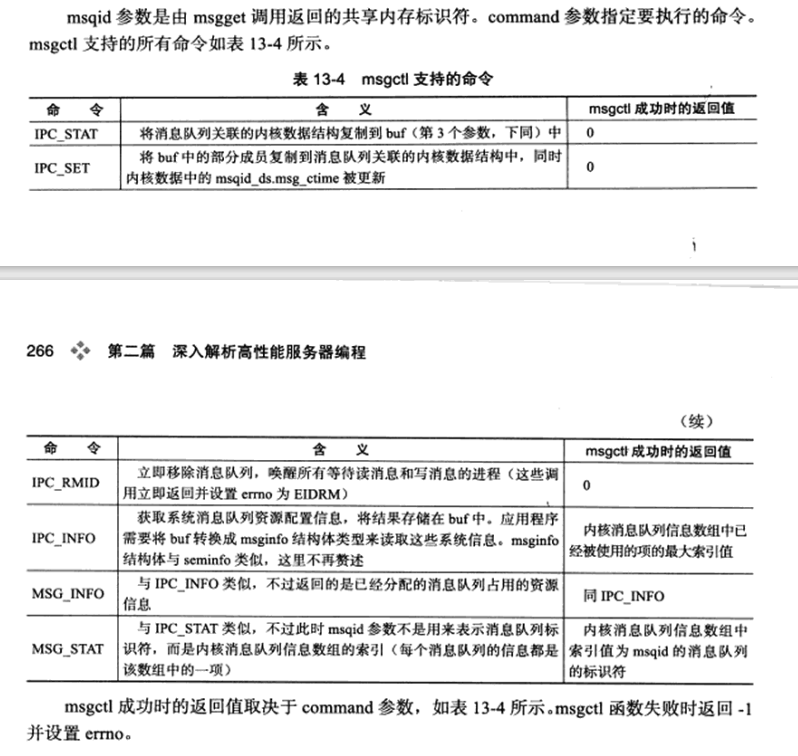 msqid 参数是由 msgget 调用返回的共享内存标识符。command 参数指定要执行的命令。
msgctl 支持的所有命令如表 13-4 所示。
表 13-4 msgctl 支持的命令
命 令 含 义 msgctl 成功时的返回值
IPC_STAT 将消息队列关联的内核数据结构复制到 buf（第 3 个参数，下同）中 0
IPC_SET 将 buf 中的部分成员复制到消息队列关联的内核数据结构中，同时
内核数据中的 msqid_ds.msg_ctime 被更新 0
266 第二篇 深入解析高性能服务器编程
（续）
命 令 含 义 msgctl 成功时的返回值
IPC_RMID 立即移除消息队列，唤醒所有等待读消息和写消息的进程（这些调
用立即返回并设置 errno 为 EIDRM） 0
获取系统消息队列资源配置信息，将结果存储在 buf 中。应用程序
IPC_INFO 需要将 buf 转换成 msginfo 结构体类型来读取这些系统信息。msginfo
结构体与 seminfo 类似，这里不再赘述
内核消息队列信息数组中已
经被使用的项的最大索引值
MSG_INFO 与 IPC_INFO 类似，不过返回的是已经分配的消息队列占用的资源
信息 同 IPC_INFO
与 IPC_STAT 类似，不过此时 msqid 参数不是用来表示消息队列标
MSG_STAT 识符，而是内核消息队列信息数组的索引（每个消息队列的信息都是
该数组中的一项）
内核消息队列信息数组中
索引值为 msqid 的消息队列
的标识符
msgctl 成功时的返回值取决于 command 参数，如表 13-4 所示。msgctl 函数失败时返回 -1
并设置 errno。